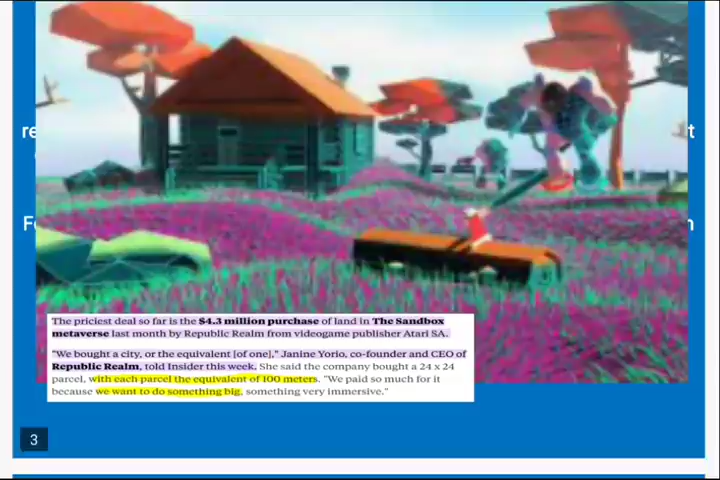 re
t
F
n
The priciest deal so far is the $4.3 million purchase of land in The Sandbox
metaverse last month by Republic Realm from videogame publisher Atari SA.
"We bought a city, or the equivalent [of one]," Janine Yorio, co-founder and CEO of
Republic Realm, told Insider this week. She said the company bought a 24 x 24
parcel, with each parcel the equivalent of 100 meters. "We paid so much for it
because we want to do something big, something very immersive."
3